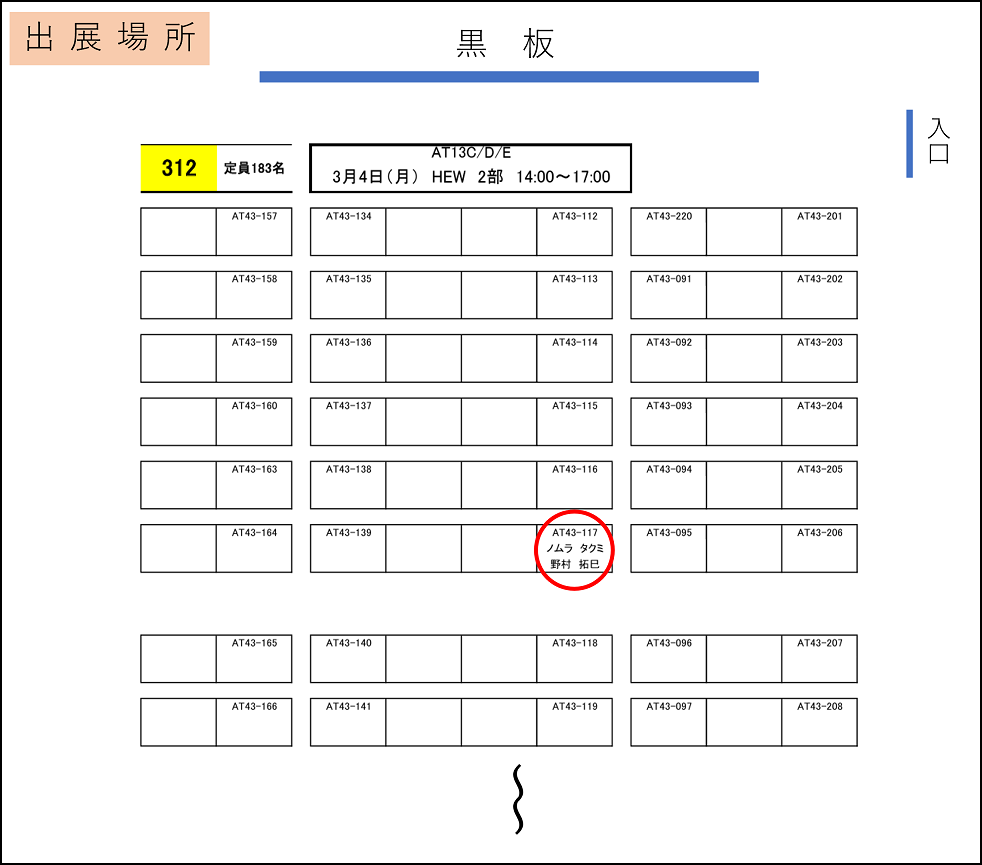 出展場所
黒 板
入口
312 定員183名
AT13C/D/E
3月4日(月) HEW 2部 14:00～17:00
AT43-157 AT43-134 AT43-112 AT43-220 AT43-201
AT43-158 AT43-135 AT43-113 AT43-091 AT43-202
AT43-159 AT43-136 AT43-114 AT43-092 AT43-203
AT43-160 AT43-137 AT43-115 AT43-093 AT43-204
AT43-163 AT43-138 AT43-116 AT43-094 AT43-205
AT43-164 AT43-139 AT43-117 AT43-095 AT43-206
ノムラ タクミ
野村 拓巳
AT43-165 AT43-140 AT43-118 AT43-096 AT43-207
AT43-166 AT43-141 AT43-119 AT43-097 AT43-208